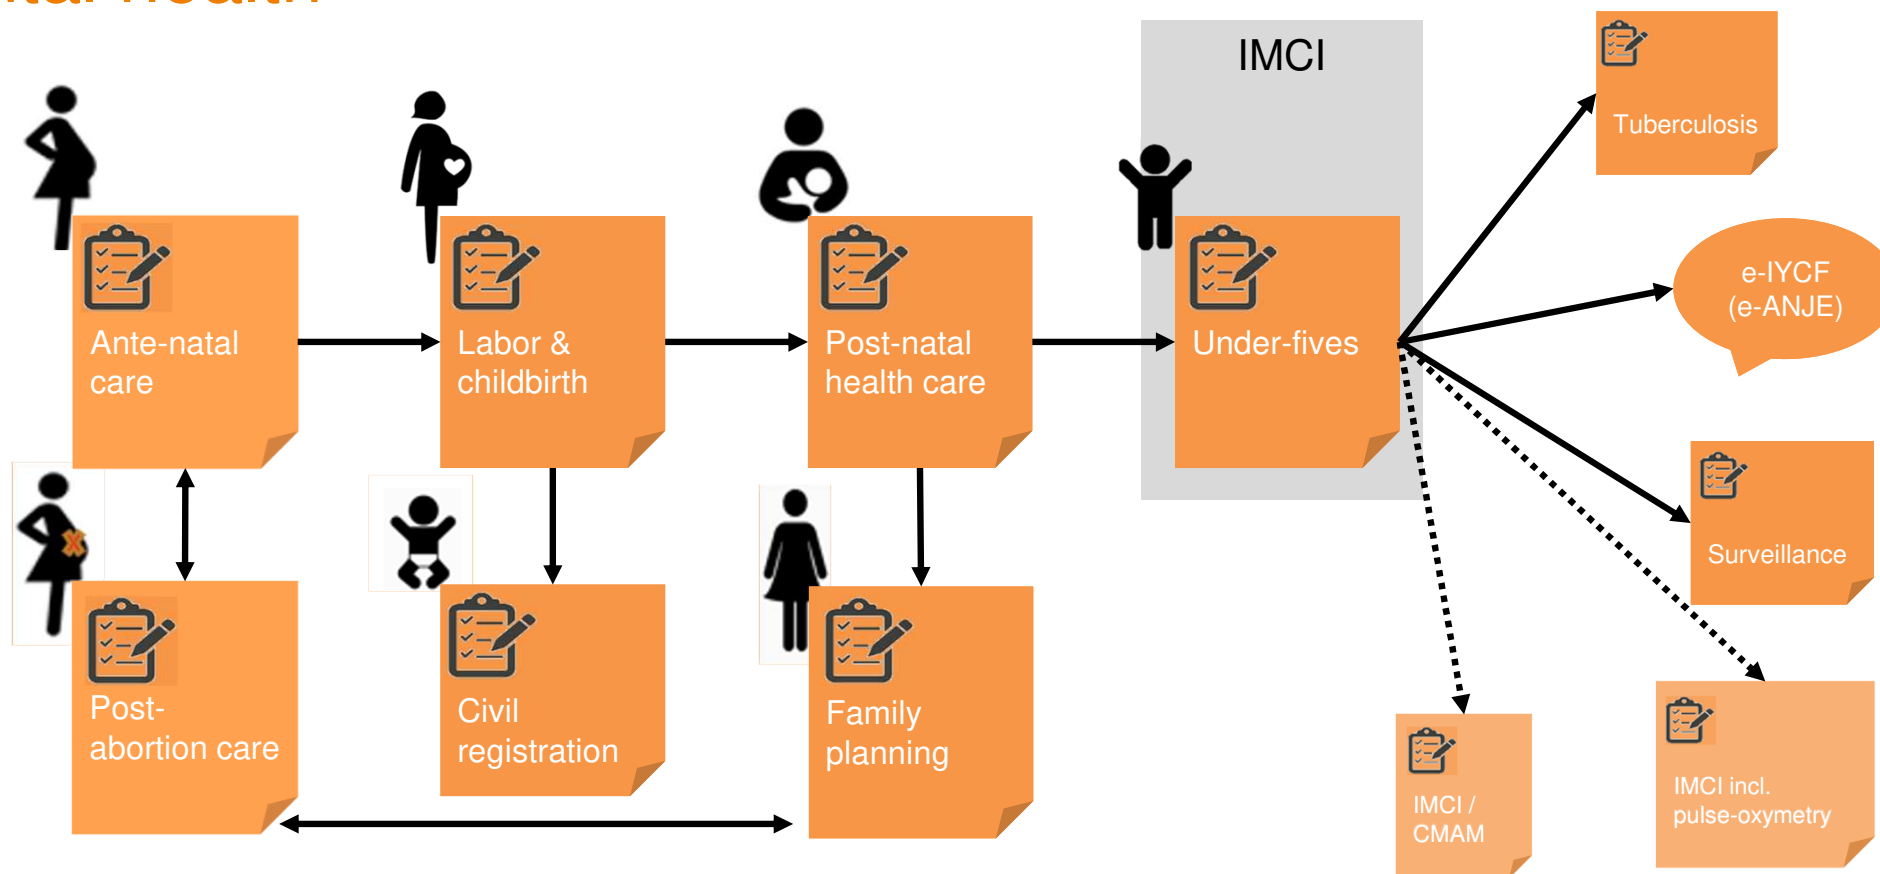 IMCI
Tuberculosis
e-IYCF
(e-ANJE)
Ante-natal
care
Labor &
childbirth
Post-natal
health care
Under-fives
Surveillance
Post-
abortion care
Civil
registration
Family
planning
IMCI /
CMAM
IMCI incl.
pulse-oxymetry